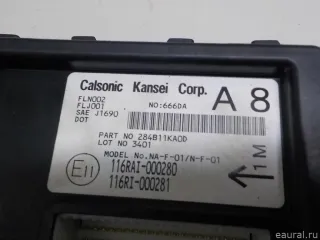 Calsonic Kansei Corp.
FLN002
FLJ001
SAE J1690
DOT
NO:666DA
A 8
PART NO 284B11KA0D
LOT NO 3401
MODEL No.NA-F-01/N-F-01
E11
116RAI-000280
116RI-000281
1M
eaural.ru